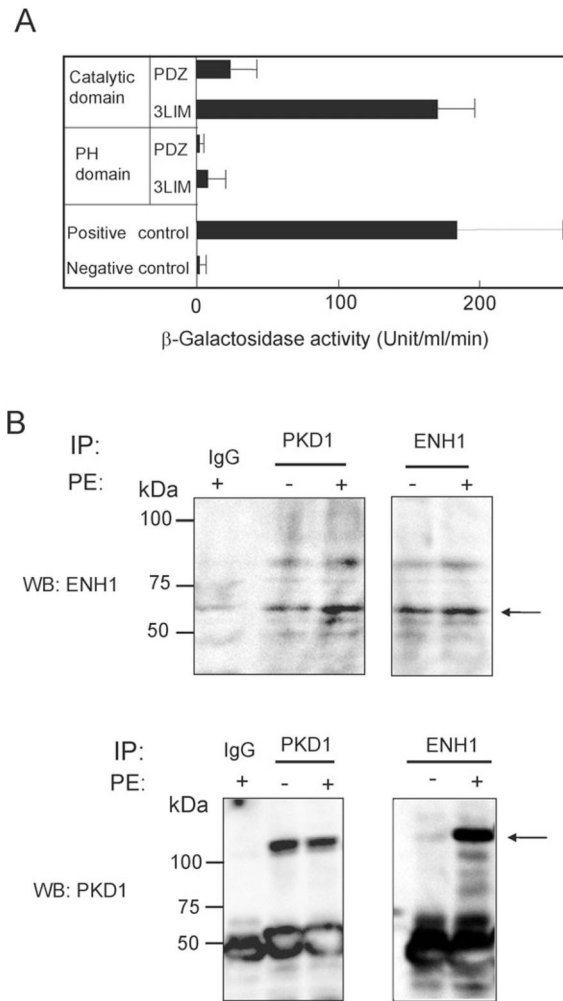 A
Catalytic domain PDZ
3LIM
PH domain PDZ
3LIM
Positive control
Negative control
0 100 200
β-Galactosidase activity (Unit/ml/min)
B
IP: IgG PKD1 ENH1
PE: + - + - +
kDa
100
75
WB: ENH1
50
IP: IgG PKD1 ENH1
PE: + - + - +
kDa
100
75
WB: PKD1
50